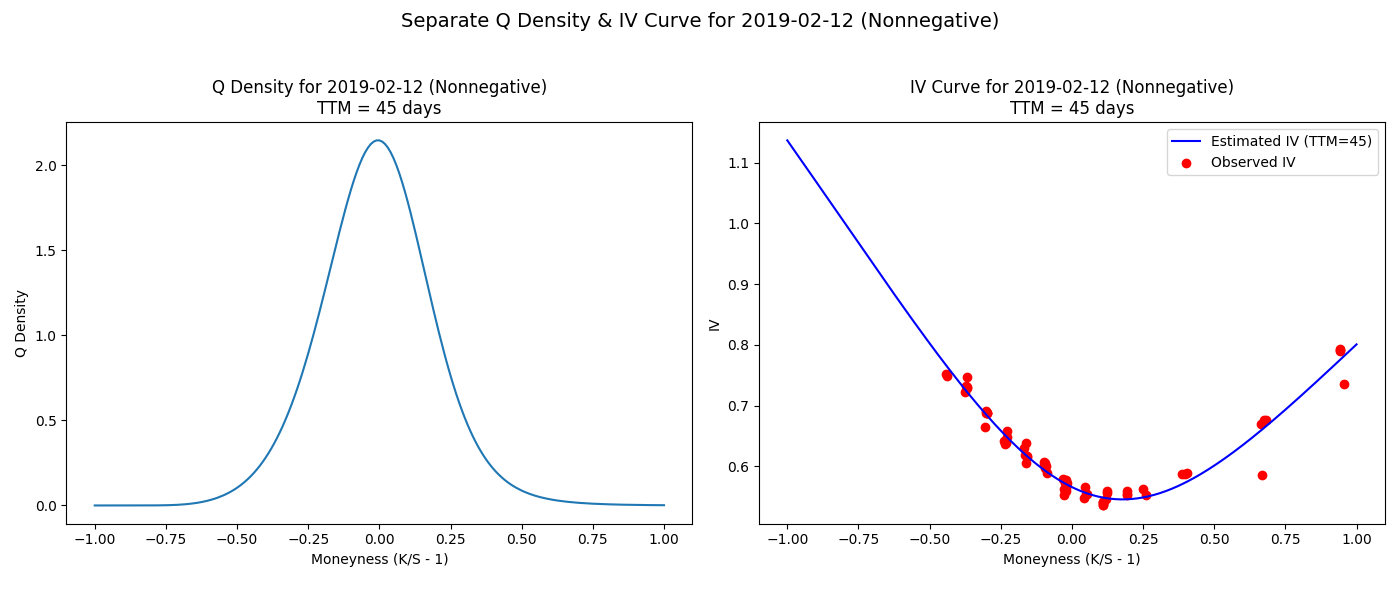 Separate Q Density & IV Curve for 2019-02-12 (Nonnegative)
Q Density for 2019-02-12 (Nonnegative)
TTM = 45 days
2.0
1.5
1.0
0.5
0.0
Q Density
−1.00 −0.75 −0.50 −0.25 0.00 0.25 0.50 0.75 1.00
Moneyness (K/S - 1)
IV Curve for 2019-02-12 (Nonnegative)
TTM = 45 days
Estimated IV (TTM=45)
Observed IV
1.1
1.0
0.9
0.8
0.7
0.6
IV
−1.00 −0.75 −0.50 −0.25 0.00 0.25 0.50 0.75 1.00
Moneyness (K/S - 1)